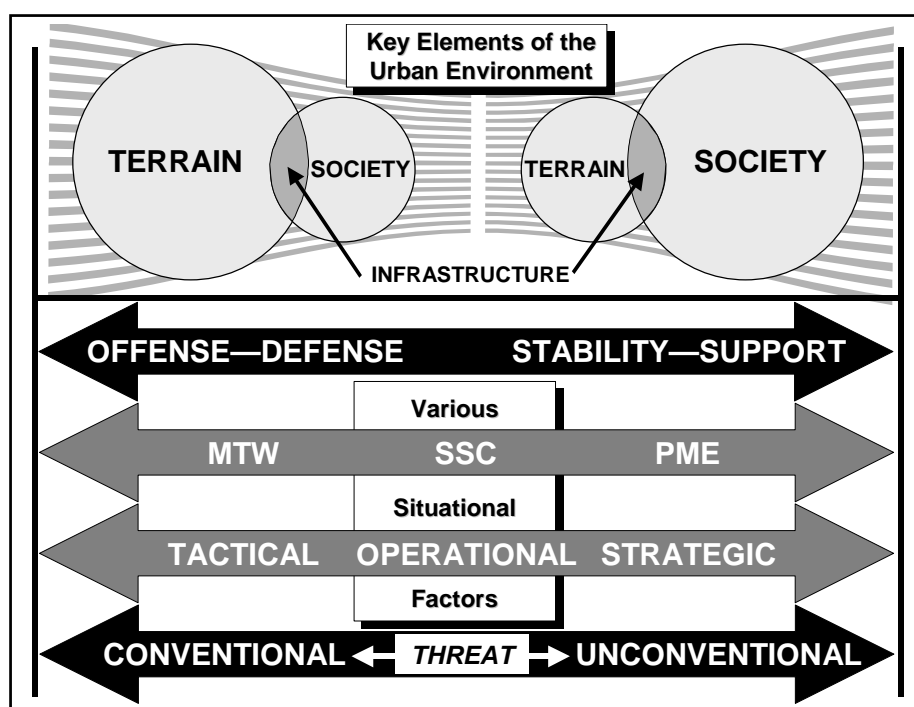 Key Elements of the
Urban Environment
TERRAIN
SOCIETY
TERRAIN
SOCIETY
INFRASTRUCTURE
OFFENSE—DEFENSE STABILITY—SUPPORT
Various
MTW SSC PME
Situational
TACTICAL OPERATIONAL STRATEGIC
Factors
CONVENTIONAL THREAT UNCONVENTIONAL